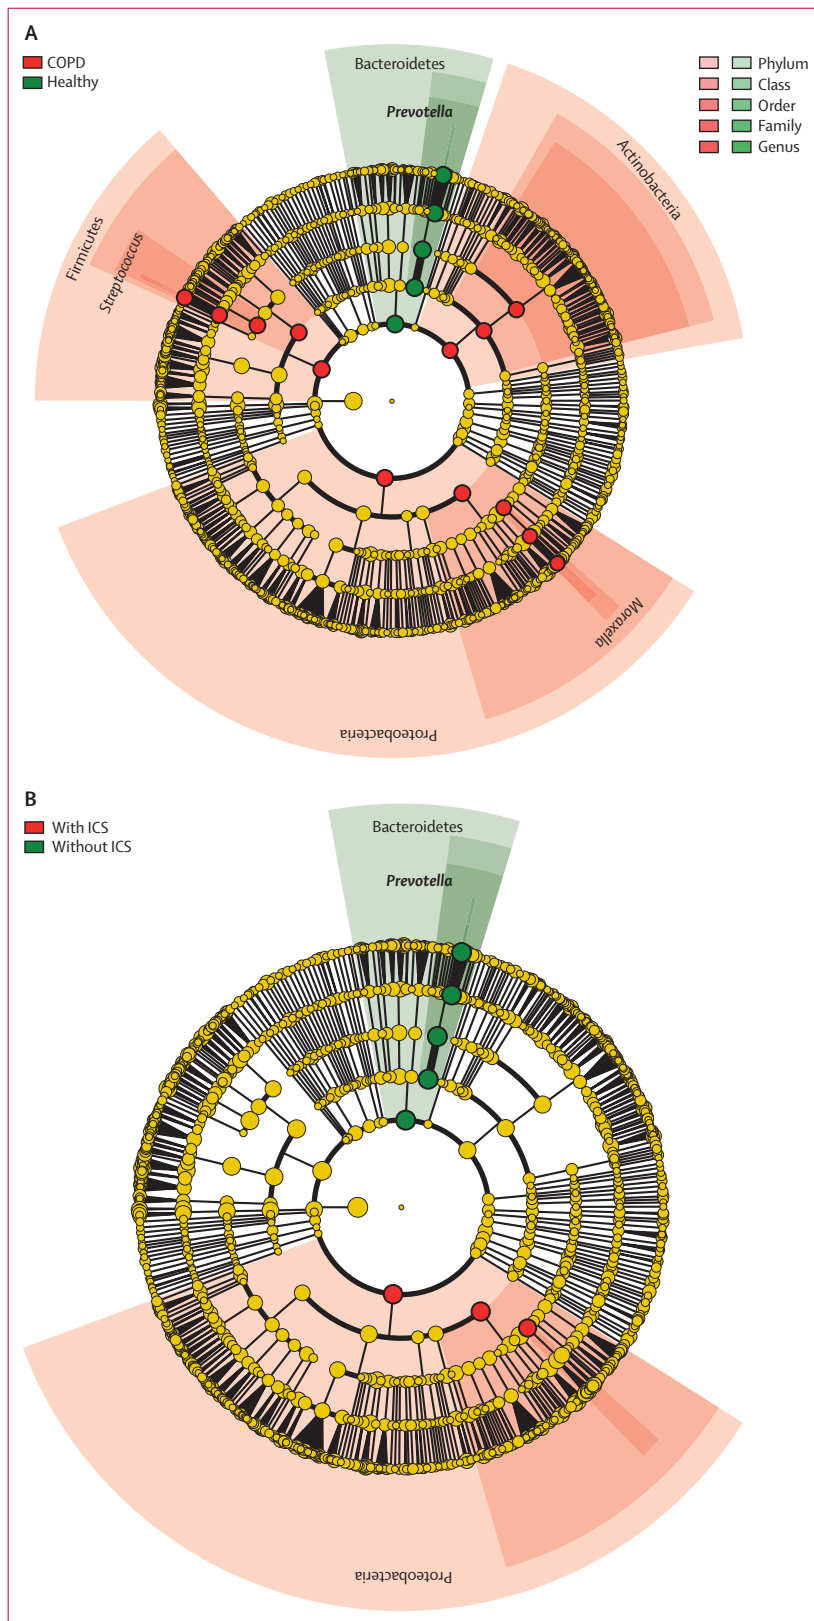 A
COPD
Healthy
Phylum
Class
Order
Family
Genus
Bacteroidetes
Prevotella
Actinobacteria
Firmicutes
Streptococcus
Moraxella
Proteobacteria
B
With ICS
Without ICS
Bacteroidetes
Prevotella
Proteobacteria